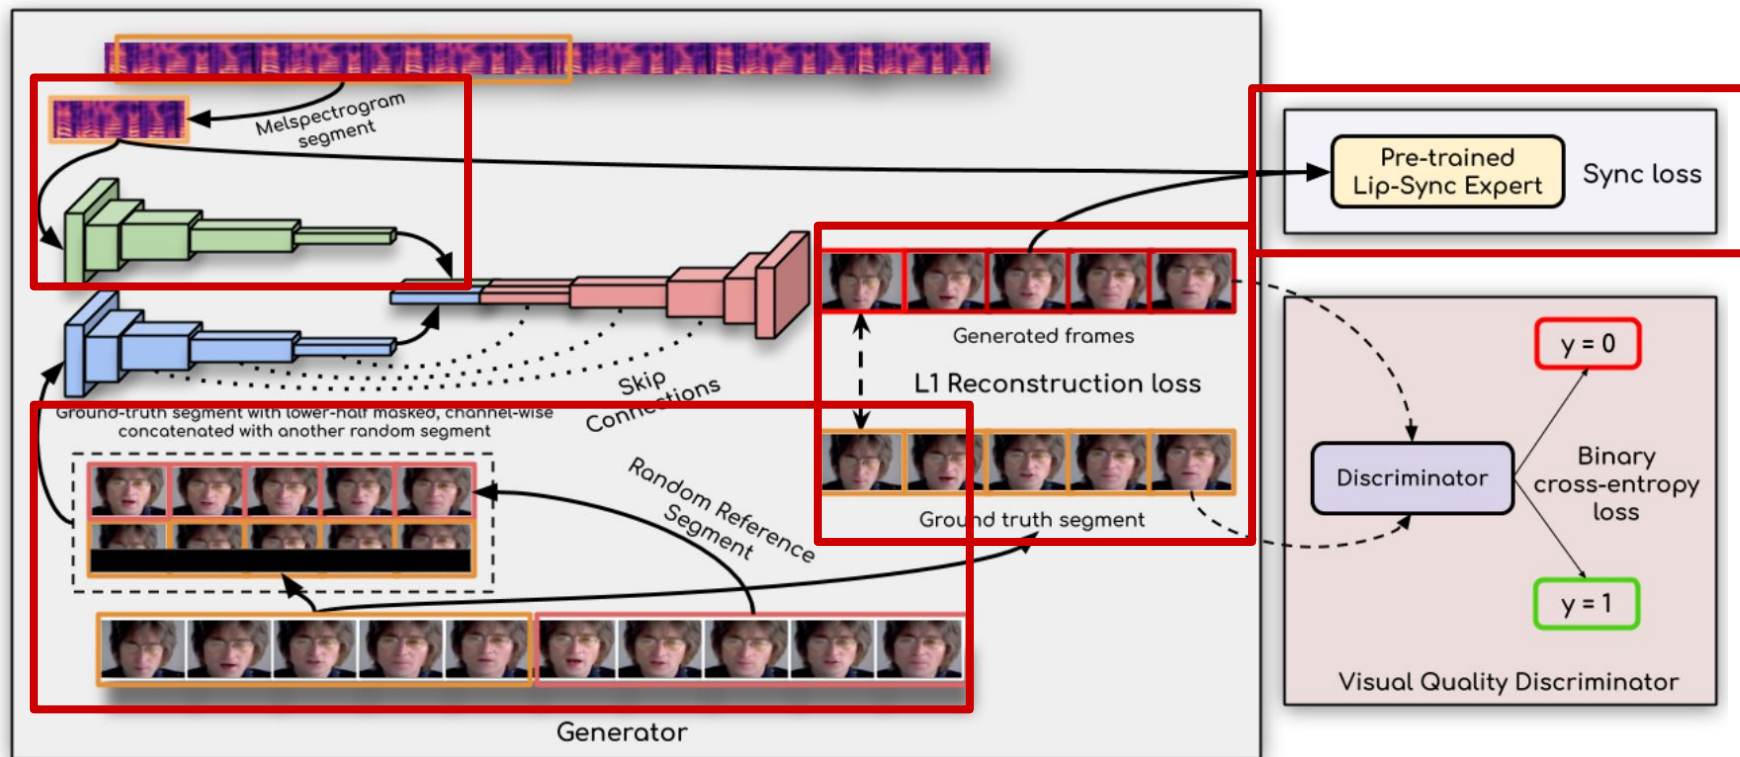 Melspectrogram
segment
Pre-trained
Lip-Sync Expert
Sync loss
Generated frames
L1 Reconstruction loss
Skip
Connections
Ground-truth segment with lower-half masked, channel-wise
concatenated with another random segment
Random Reference
Segment
Ground truth segment
y = 0
Discriminator
Binary
cross-entropy
loss
y = 1
Visual Quality Discriminator
Generator